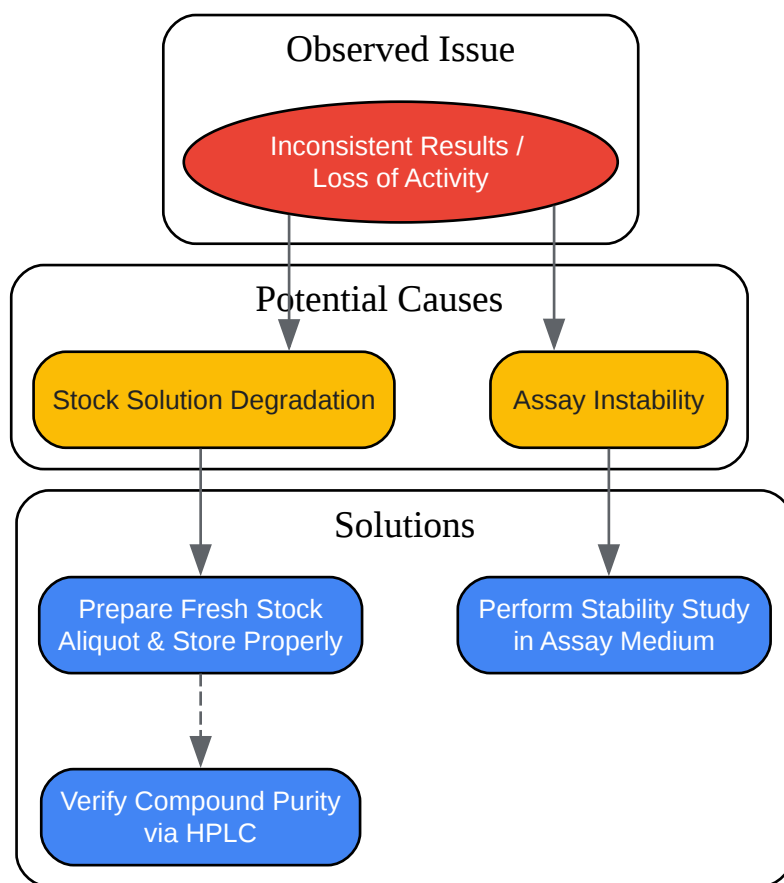 Observed Issue
Inconsistent Results /
Loss of Activity
Potential Causes
Stock Solution Degradation
Assay Instability
Solutions
Prepare Fresh Stock
Aliquot & Store Properly
Perform Stability Study
in Assay Medium
Verify Compound Purity
via HPLC